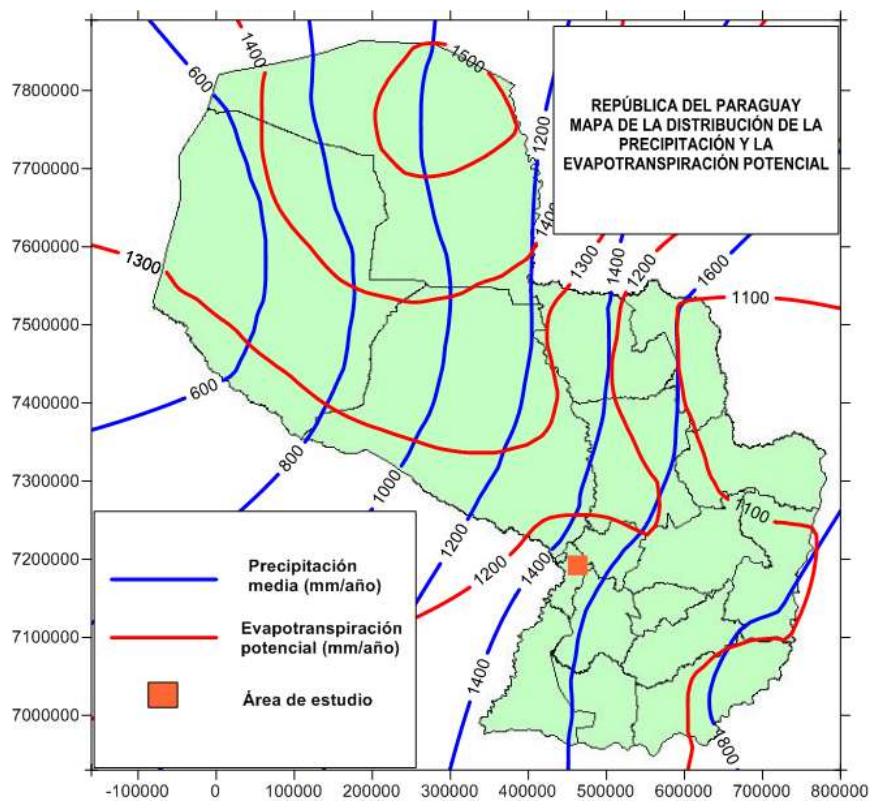 REPÚBLICA DEL PARAGUAY
MAPA DE LA DISTRIBUCIÓN DE LA
PRECIPITACIÓN Y LA
EVAPOTRANSPIRACIÓN POTENCIAL
7800000
7700000
7600000
7500000
7400000
7300000
7200000
7100000
7000000
600
1400
1500
1200
1400
1300
1300
1400
1200
1600
1100
600
800
1000
1200
1200
1400
1100
1400
1800
Precipitación
media (mm/año)
Evapotranspiración
potencial (mm/año)
Área de estudio
-100000 0 100000 200000 300000 400000 500000 600000 700000 800000